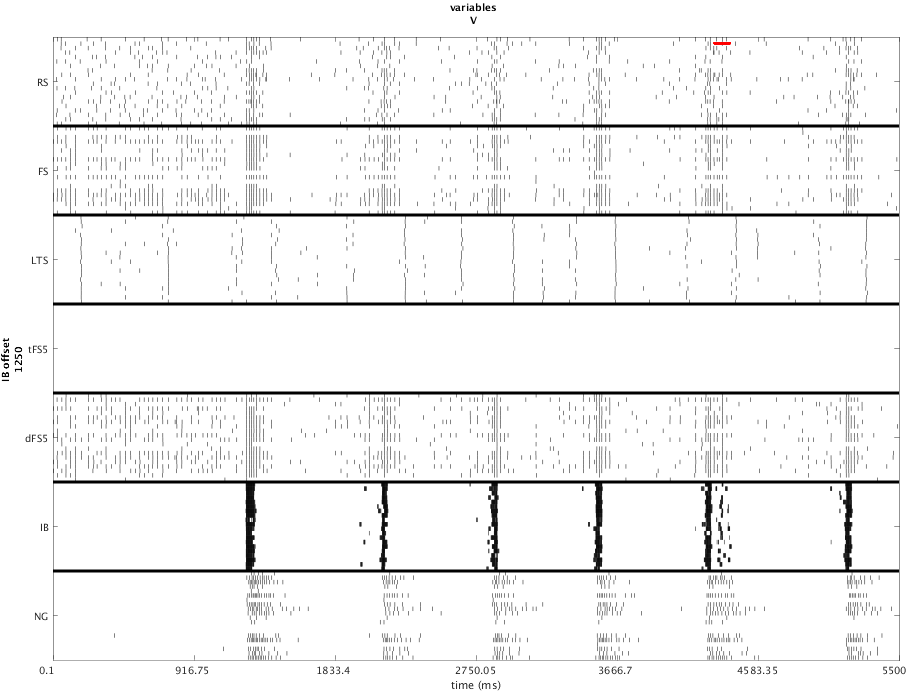 variables
V
RS
FS
LTS
tFS5
dFS5
IB
NG
IB offset
1250
0.1 916.75 1833.4 2750.05 3666.7 4583.35 5500
time (ms)